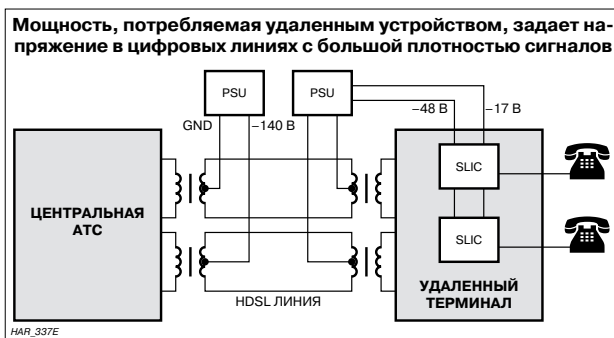 Мощность, потребляемая удаленным устройством, задает на-
пряжение в цифровых линиях с большой плотностью сигналов
PSU
PSU
GND
–140 В
–48 В
–17 В
SLIC
ЦЕНТРАЛЬНАЯ
АТС
SLIC
HDSL ЛИНИЯ
УДАЛЕННЫЙ
ТЕРМИНАЛ
HAR_337E